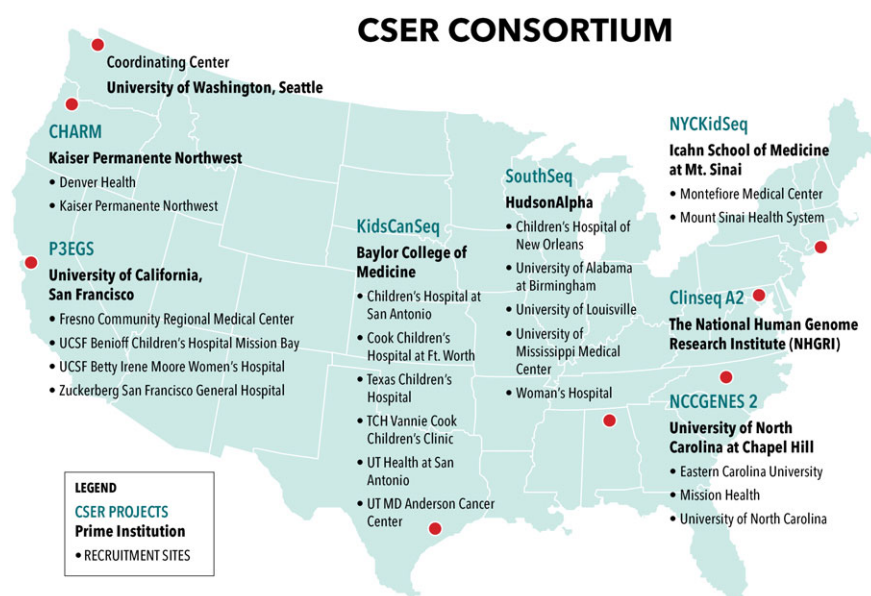 CSER CONSORTIUM
Coordinating Center
University of Washington, Seattle
CHARM
Kaiser Permanente Northwest
• Denver Health
• Kaiser Permanente Northwest
P3EGS
University of California,
San Francisco
• Fresno Community Regional Medical Center
• UCSF Benioff Children's Hospital Mission Bay
• UCSF Betty Irene Moore Women's Hospital
• Zuckerberg San Francisco General Hospital
KidsCanSeq
Baylor College of
Medicine
• Children's Hospital at
San Antonio
• Cook Children's
Hospital at Ft. Worth
• Texas Children's
Hospital
• TCH Vannie Cook
Children's Clinic
• UT Health at San
Antonio
• UT MD Anderson Cancer
Center
SouthSeq
HudsonAlpha
• Children's Hospital of
New Orleans
• University of Alabama
at Birmingham
• University of Louisville
• University of
Mississippi Medical
Center
• Woman's Hospital
NYCKidSeq
Icahn School of Medicine
at Mt. Sinai
• Montefiore Medical Center
• Mount Sinai Health System
Clinseq A2
The National Human Genome
Research Institute (NHGRI)
NCCGENES 2
University of North
Carolina at Chapel Hill
• Eastern Carolina University
• Mission Health
• University of North Carolina
LEGEND
CSER PROJECTS
Prime Institution
• RECRUITMENT SITES